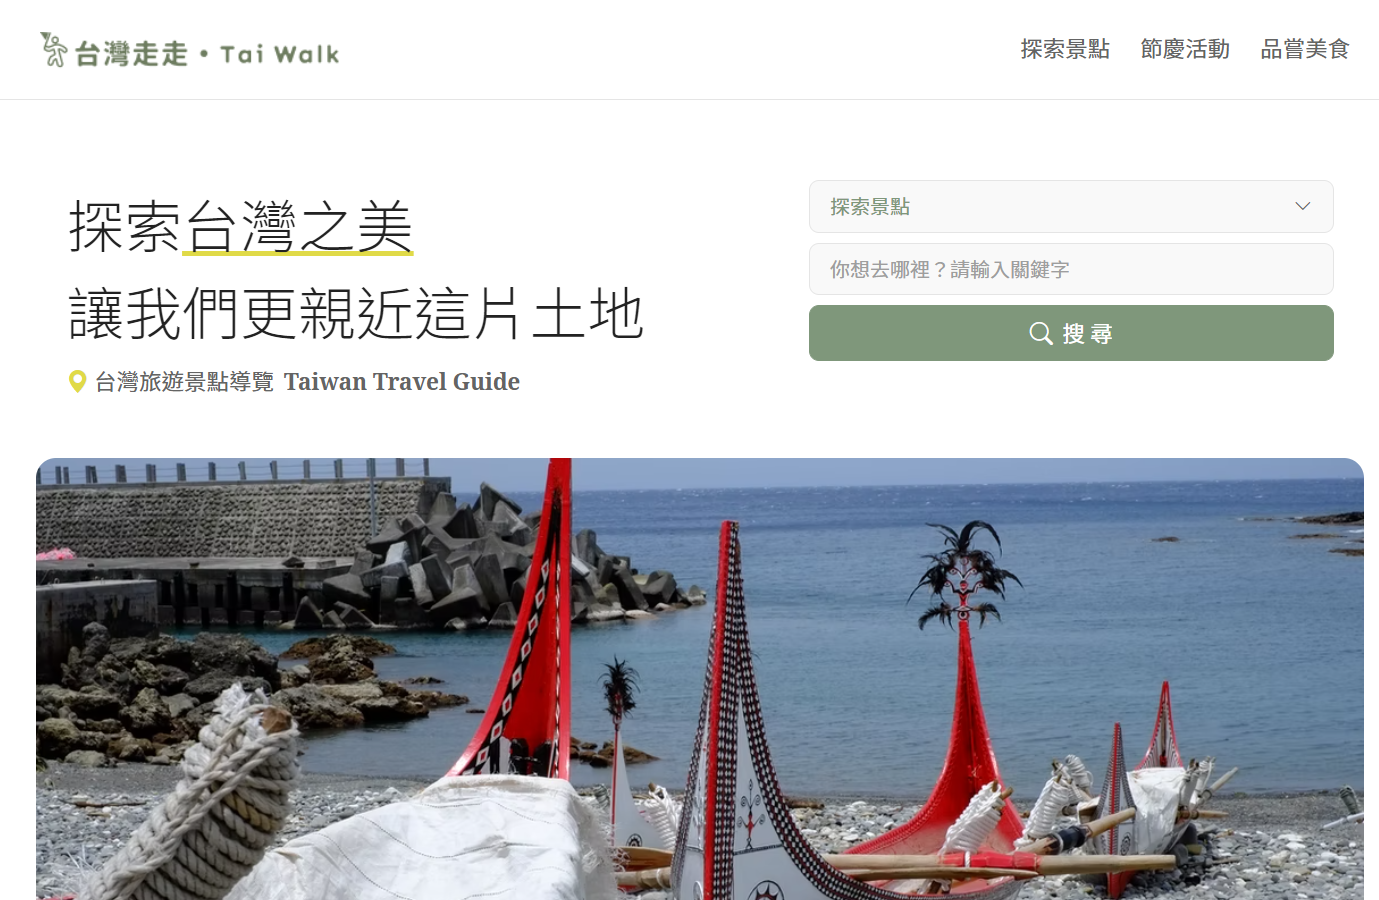 台灣走走・Tai Walk
探索景點 節慶活動 品嘗美食
探索台灣之美
讓我們更親近這片土地
台灣旅遊景點導覽 Taiwan Travel Guide
探索景點
你想去哪裡？請輸入關鍵字
搜尋